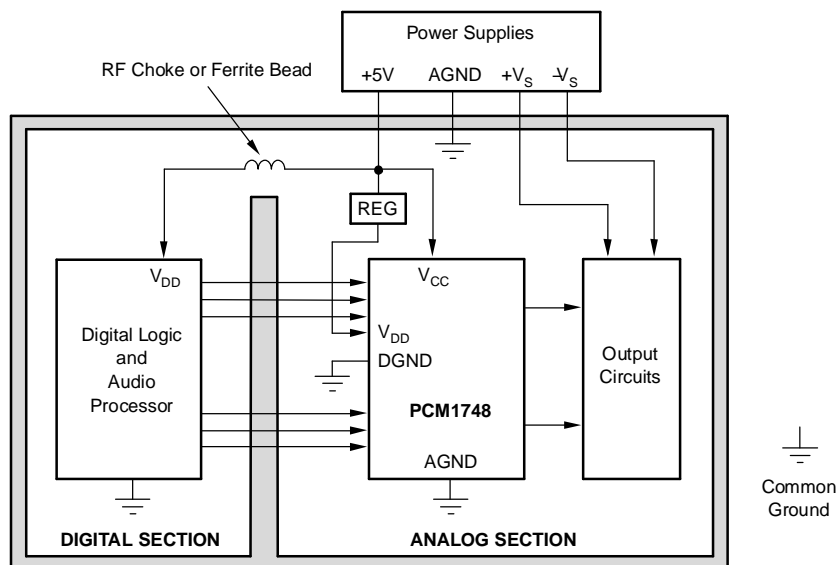 Power Supplies
+5V AGND +VS –VS
RF Choke or Ferrite Bead
REG
VDD
VCC
Digital Logic
and
Audio
Processor
VDD
DGND
PCM1748
AGND
Output
Circuits
Common
Ground
DIGITAL SECTION
ANALOG SECTION